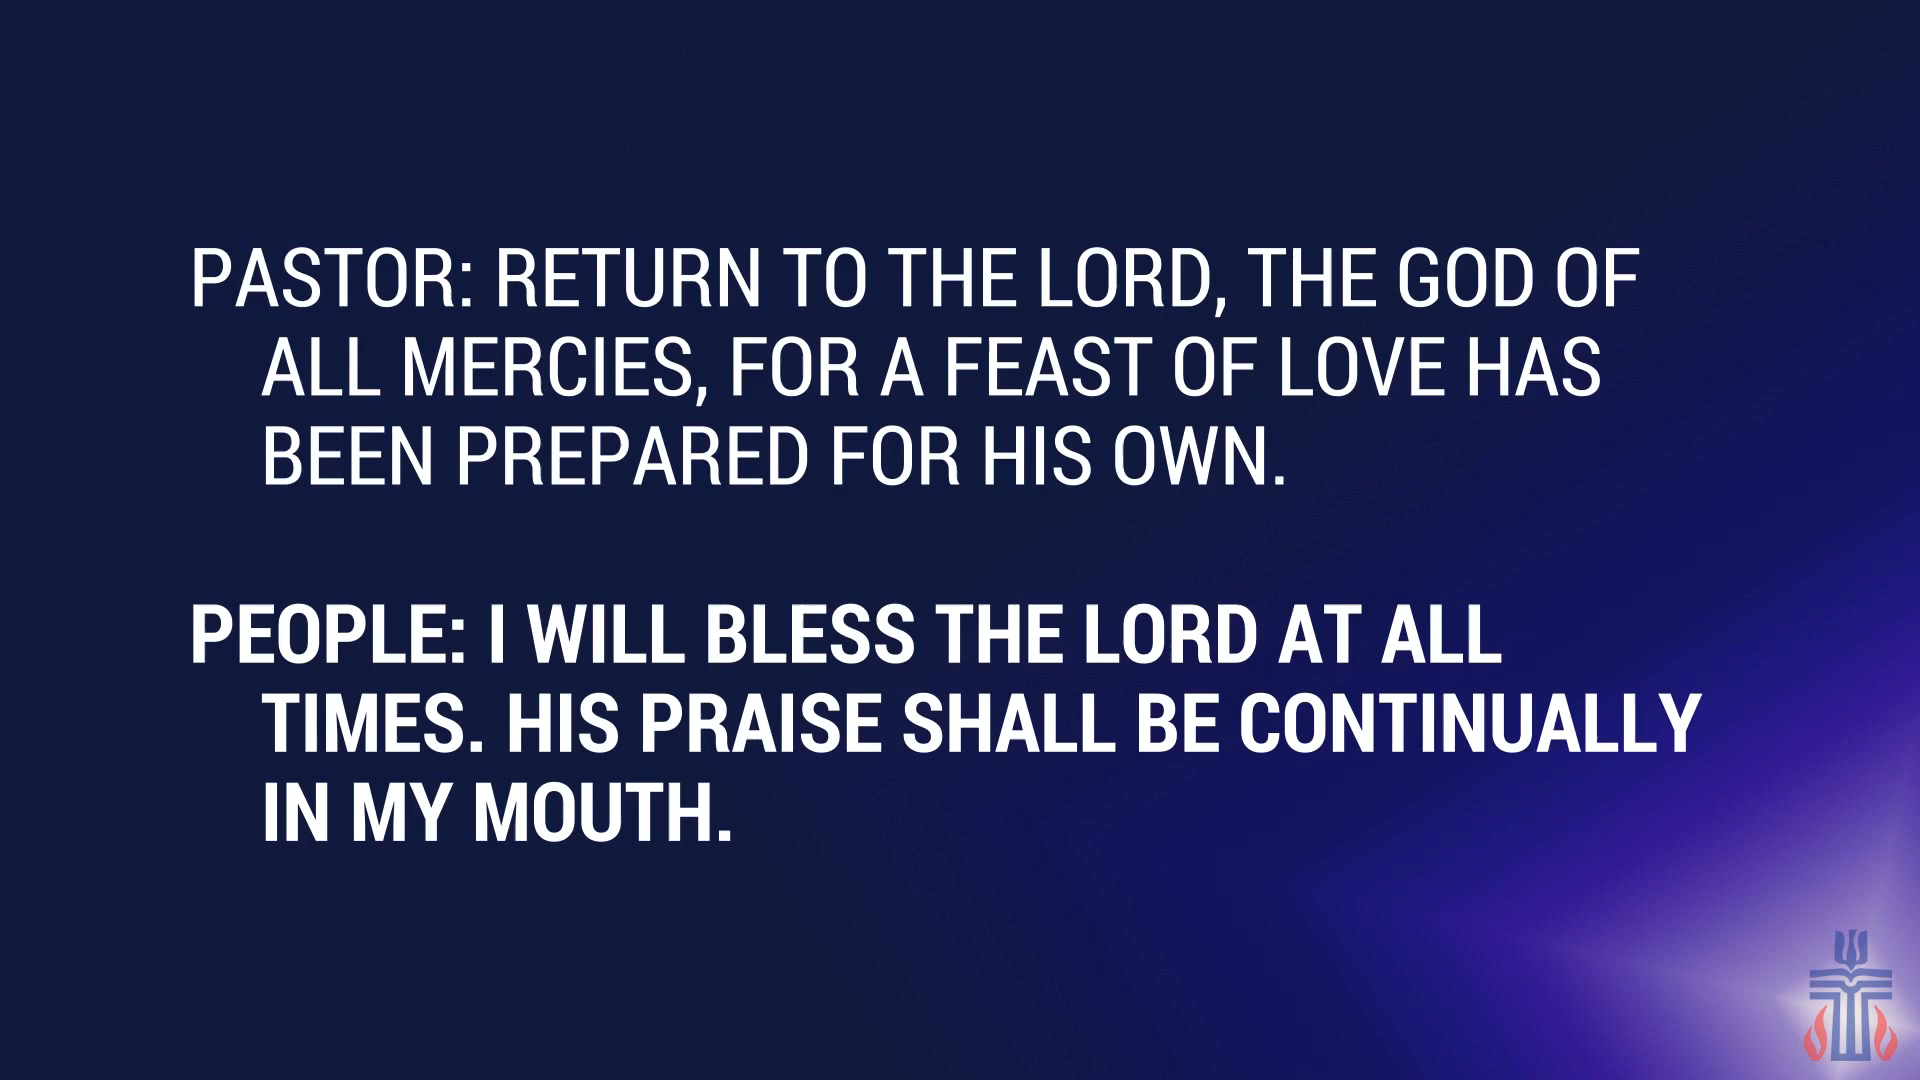 PASTOR: RETURN TO THE LORD, THE GOD OF
ALL MERCIES, FOR A FEAST OF LOVE HAS
BEEN PREPARED FOR HIS OWN.
PEOPLE: I WILL BLESS THE LORD AT ALL
TIMES. HIS PRAISE SHALL BE CONTINUALLY
IN MY MOUTH.